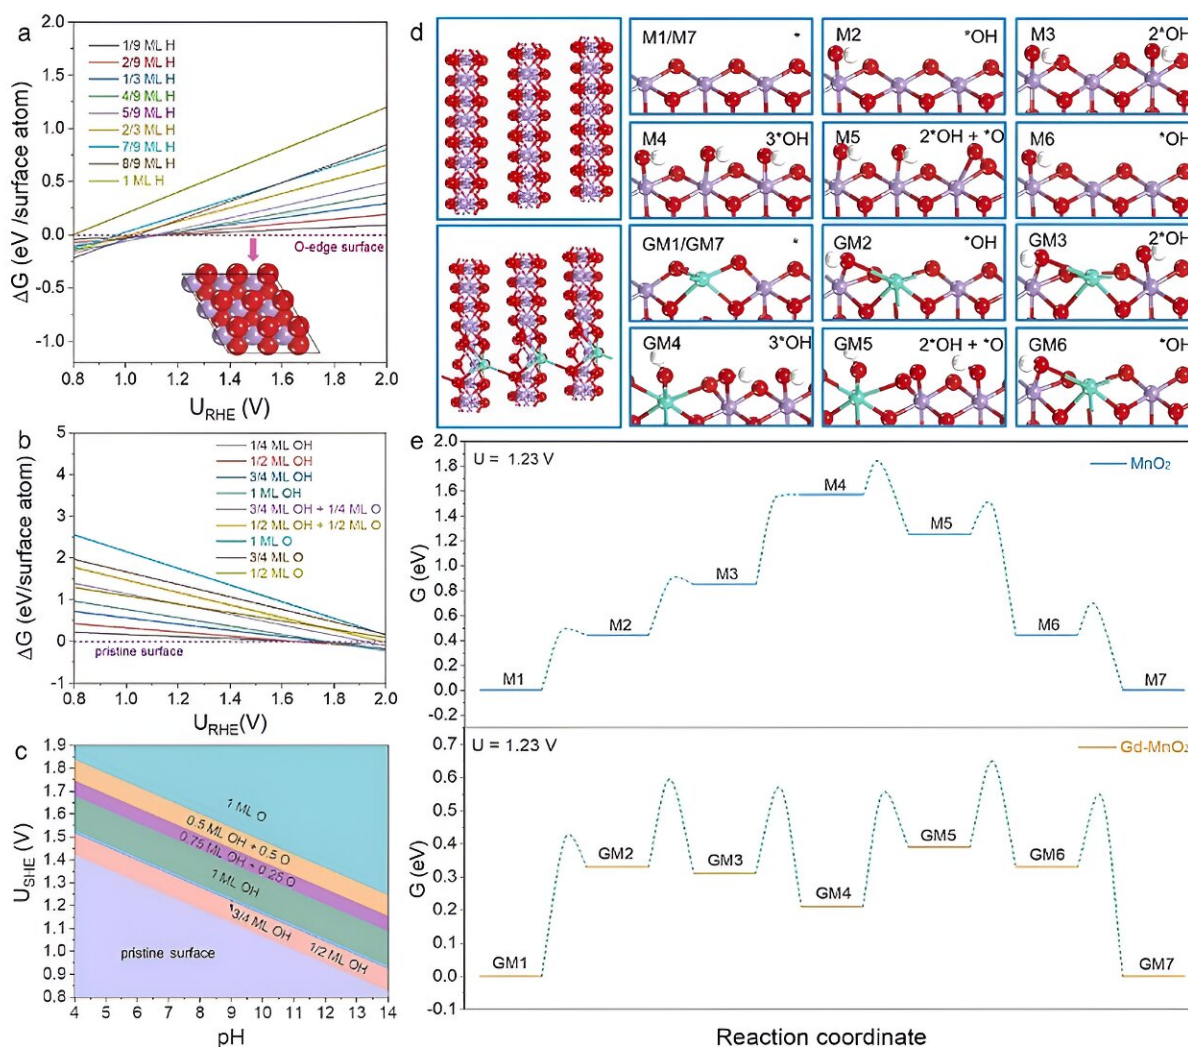 a
2.0
1.5
1.0
0.5
0.0
-0.5
-1.0
ΔG (eV /surface atom)
1/9 ML H
2/9 ML H
1/3 ML H
4/9 ML H
5/9 ML H
2/3 ML H
7/9 ML H
8/9 ML H
1 ML H
O-edge surface
0.8 1.0 1.2 1.4 1.6 1.8 2.0
U_RHE (V)
b
5
4
3
2
1
0
-1
ΔG (eV/surface atom)
1/4 ML OH
1/2 ML OH
3/4 ML OH
1 ML OH
3/4 ML OH + 1/4 ML O
1/2 ML OH + 1/2 ML O
1 ML O
3/4 ML O
1/2 ML O
pristine surface
0.8 1.0 1.2 1.4 1.6 1.8 2.0
U_RHE(V)
c
1.9
1.8
1.7
1.6
1.5
1.4
1.3
1.2
1.1
1.0
0.9
0.8
U_SHE (V)
1 ML O
0.5 ML OH + 0.5 O
0.75 ML OH + 0.25 O
1 ML OH
3/4 ML OH
1/2 ML OH
pristine surface
4 5 6 7 8 9 10 11 12 13 14
pH
d
M1/M7 *
M2 *OH
M3 2*OH
M4 3*OH
M5 2*OH + *O
M6 *OH
GM1/GM7 *
GM2 *OH
GM3 2*OH
GM4 3*OH
GM5 2*OH + *O
GM6 *OH
e
2.0
1.8
1.6
1.4
1.2
1.0
0.8
0.6
0.4
0.2
0.0
-0.2
G (eV)
U = 1.23 V
MnO₂
M1
M2
M3
M4
M5
M6
M7
0.7
0.6
0.5
0.4
0.3
0.2
0.1
0.0
-0.1
G (eV)
U = 1.23 V
Gd-MnO₂
GM1
GM2
GM3
GM4
GM5
GM6
GM7
Reaction coordinate